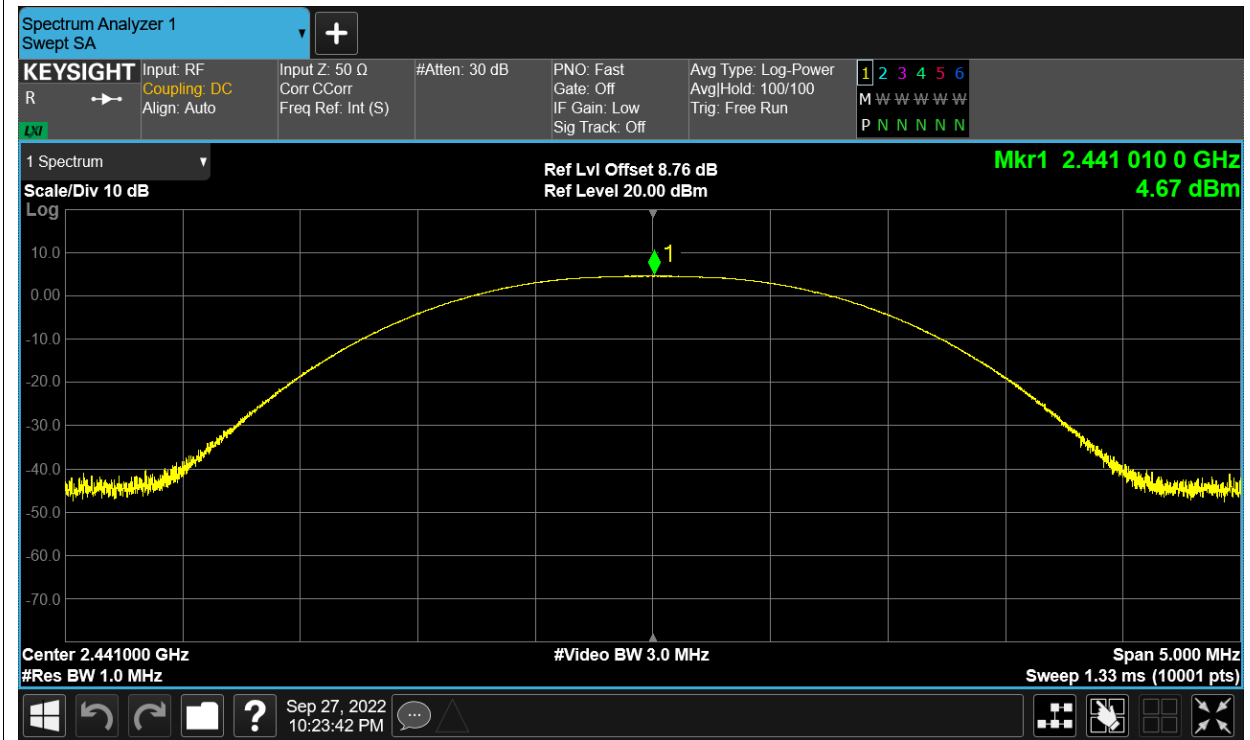 Spectrum Analyzer 1
Swept SA
+
KEYSIGHT
R
LXI
Input: RF
Coupling: DC
Align: Auto
Input Z: 50 Ω
Corr CCorr
Freq Ref: Int (S)
#Atten: 30 dB
PNO: Fast
Gate: Off
IF Gain: Low
Sig Track: Off
Avg Type: Log-Power
Avg|Hold: 100/100
Trig: Free Run
1 2 3 4 5 6
M W W W W W
P N N N N N
1 Spectrum
Scale/Div 10 dB
Log
Ref Lvl Offset 8.76 dB
Ref Level 20.00 dBm
Mkr1 2.441 010 0 GHz
4.67 dBm
1
10.0
0.00
-10.0
-20.0
-30.0
-40.0
-50.0
-60.0
-70.0
Center 2.441000 GHz
#Res BW 1.0 MHz
#Video BW 3.0 MHz
Span 5.000 MHz
Sweep 1.33 ms (10001 pts)
?
Sep 27, 2022
10:23:42 PM